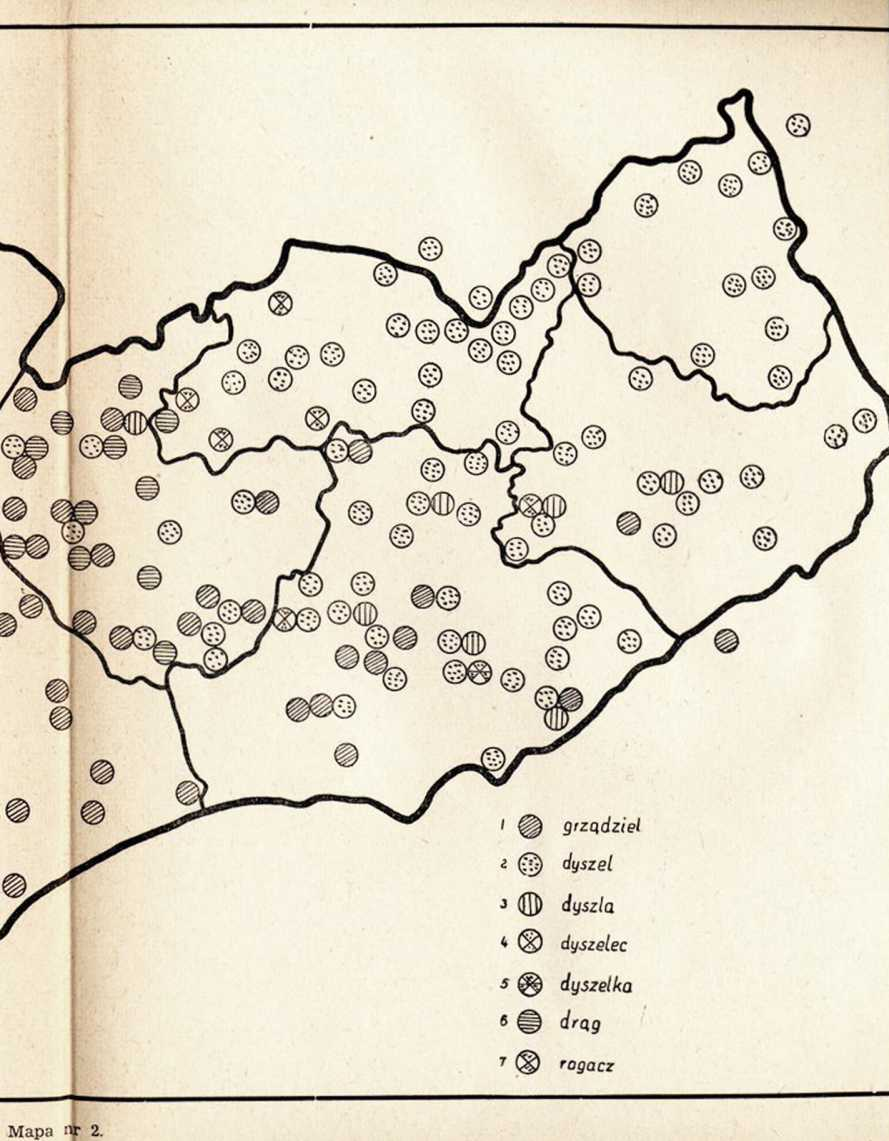 1 grządziel
2 dyszel
3 dyszla
4 dyszelec
5 dyszelka
6 drąg
7 rogacz
Mapa nr 2.